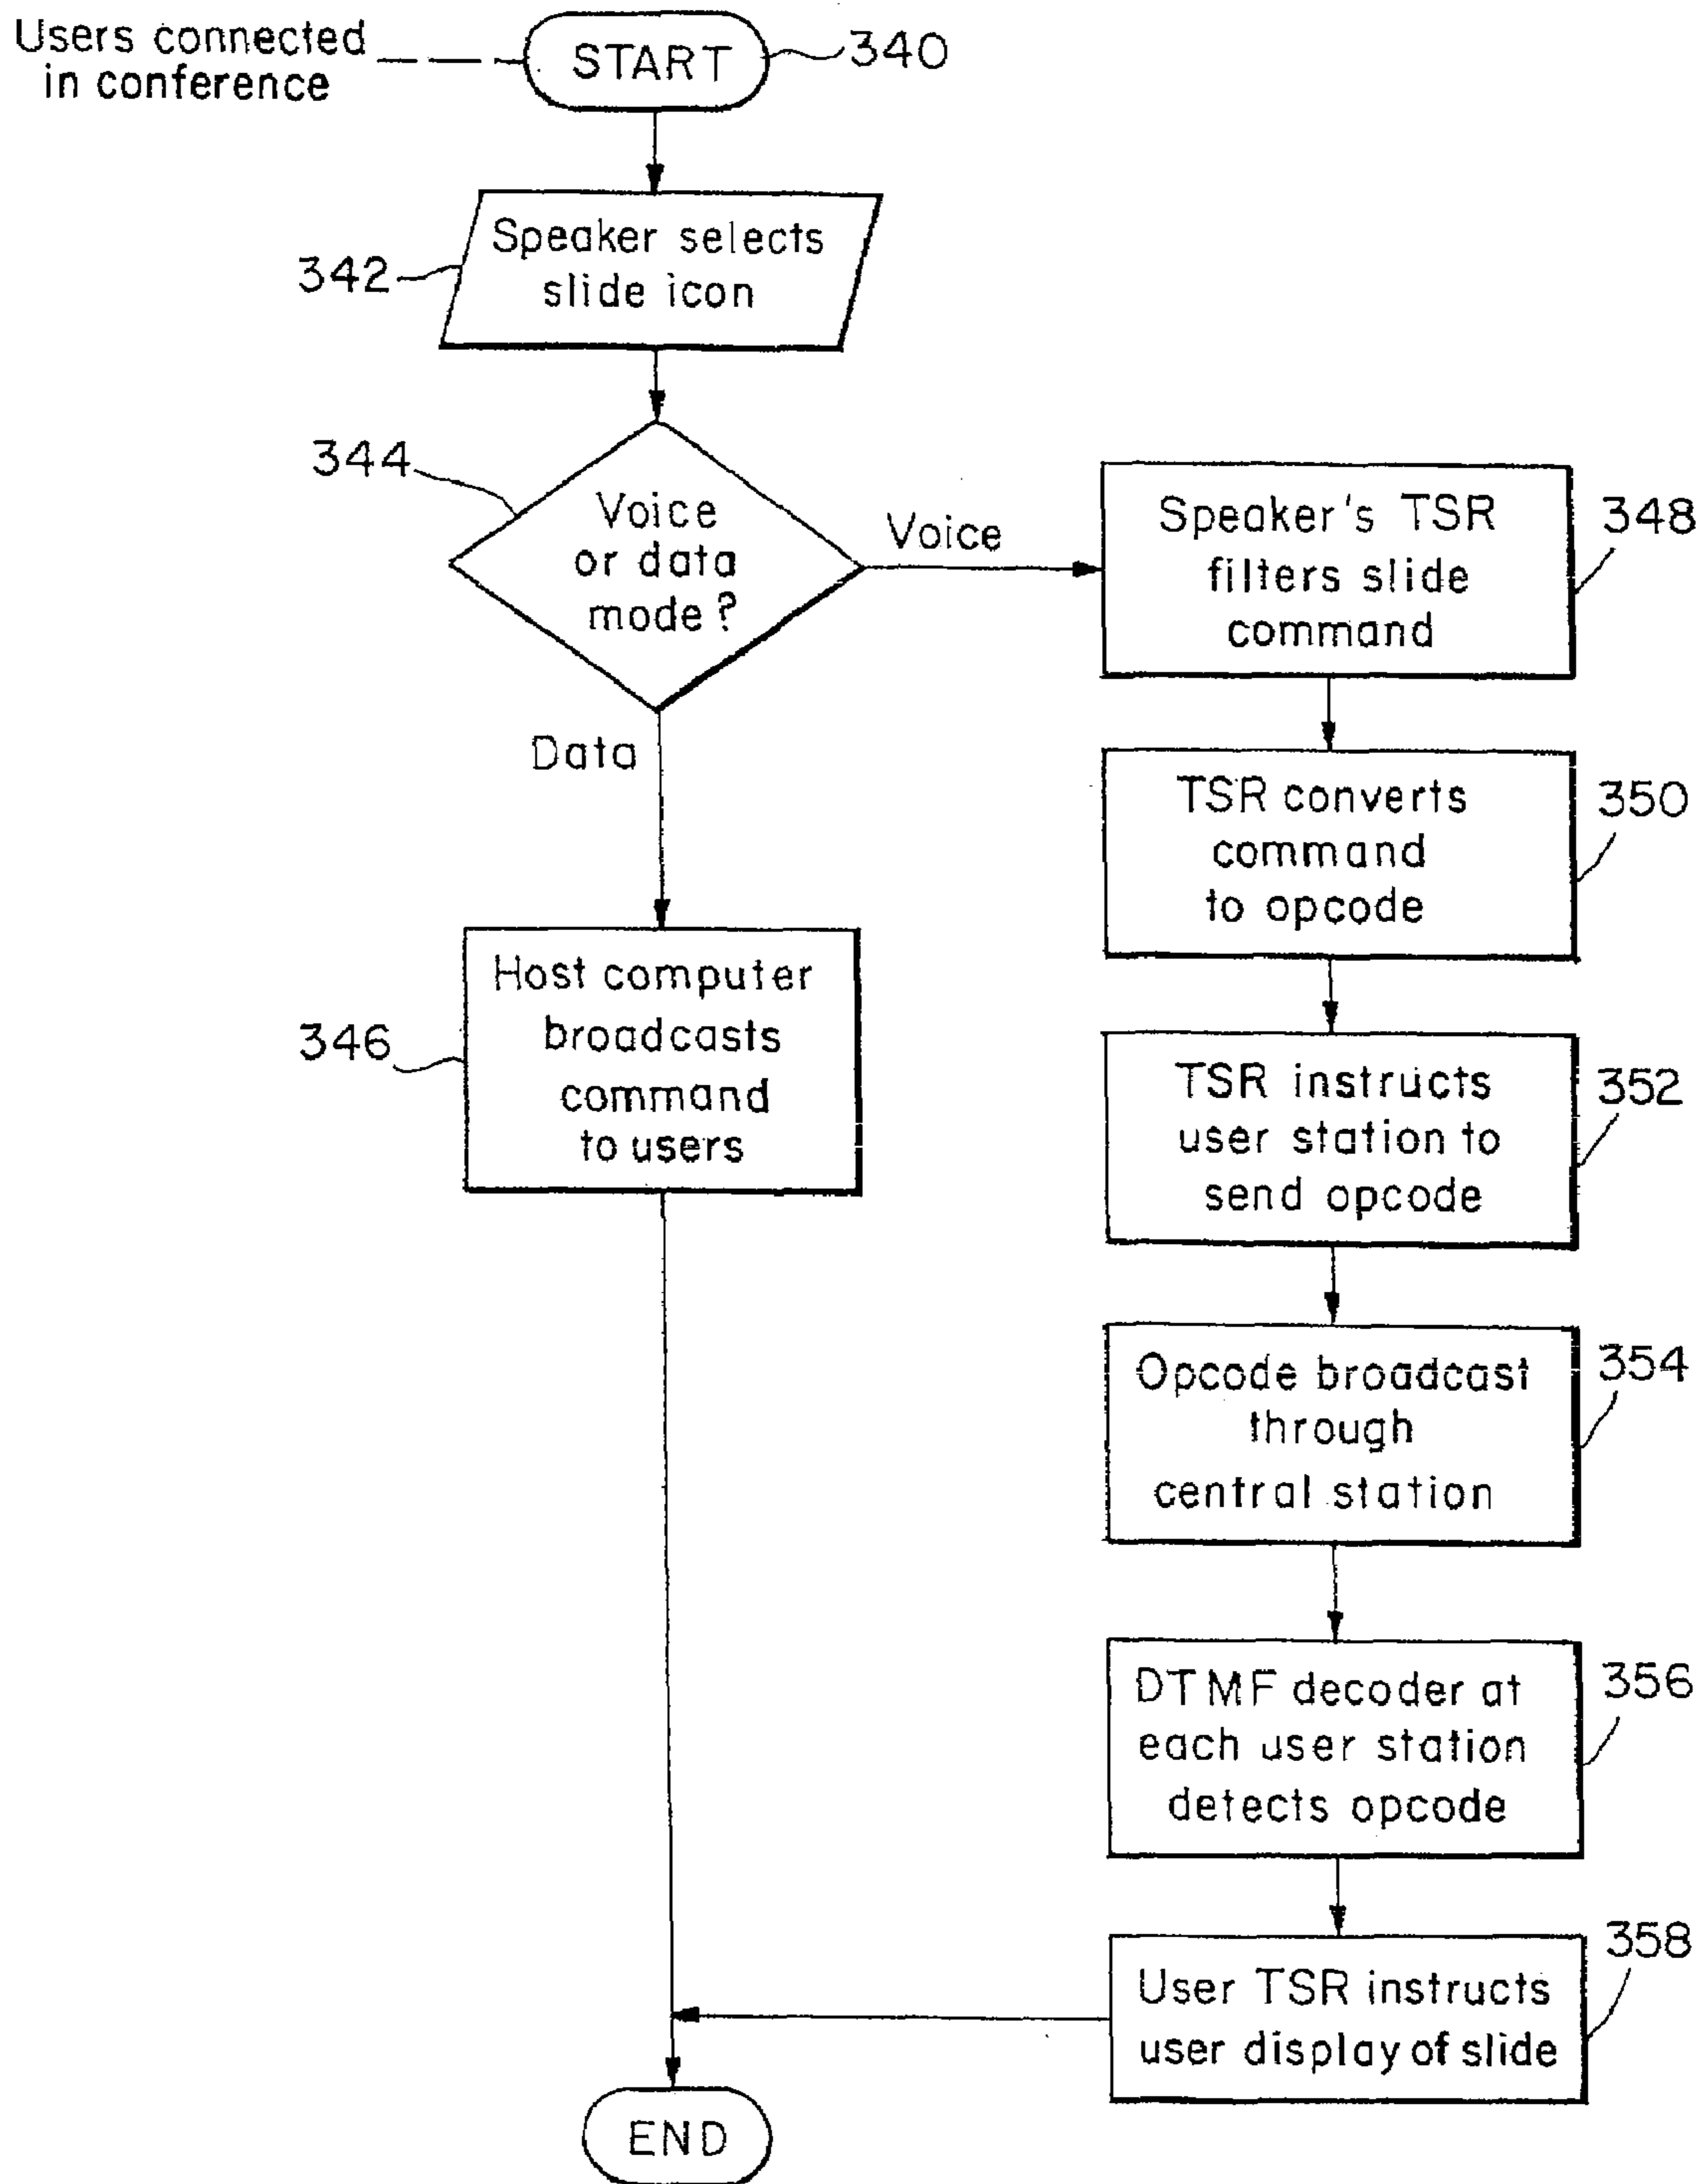 Users connected
in conference
START
340
342
Speaker selects
slide icon
344
Voice
or data
mode?
Voice
Data
346
Host computer
broadcasts
command
to users
348
Speaker's TSR
filters slide
command
350
TSR converts
command
to opcode
352
TSR instructs
user station to
send opcode
354
Opcode broadcast
through
central station
356
DTMF decoder at
each user station
detects opcode
358
User TSR instructs
user display of slide
END